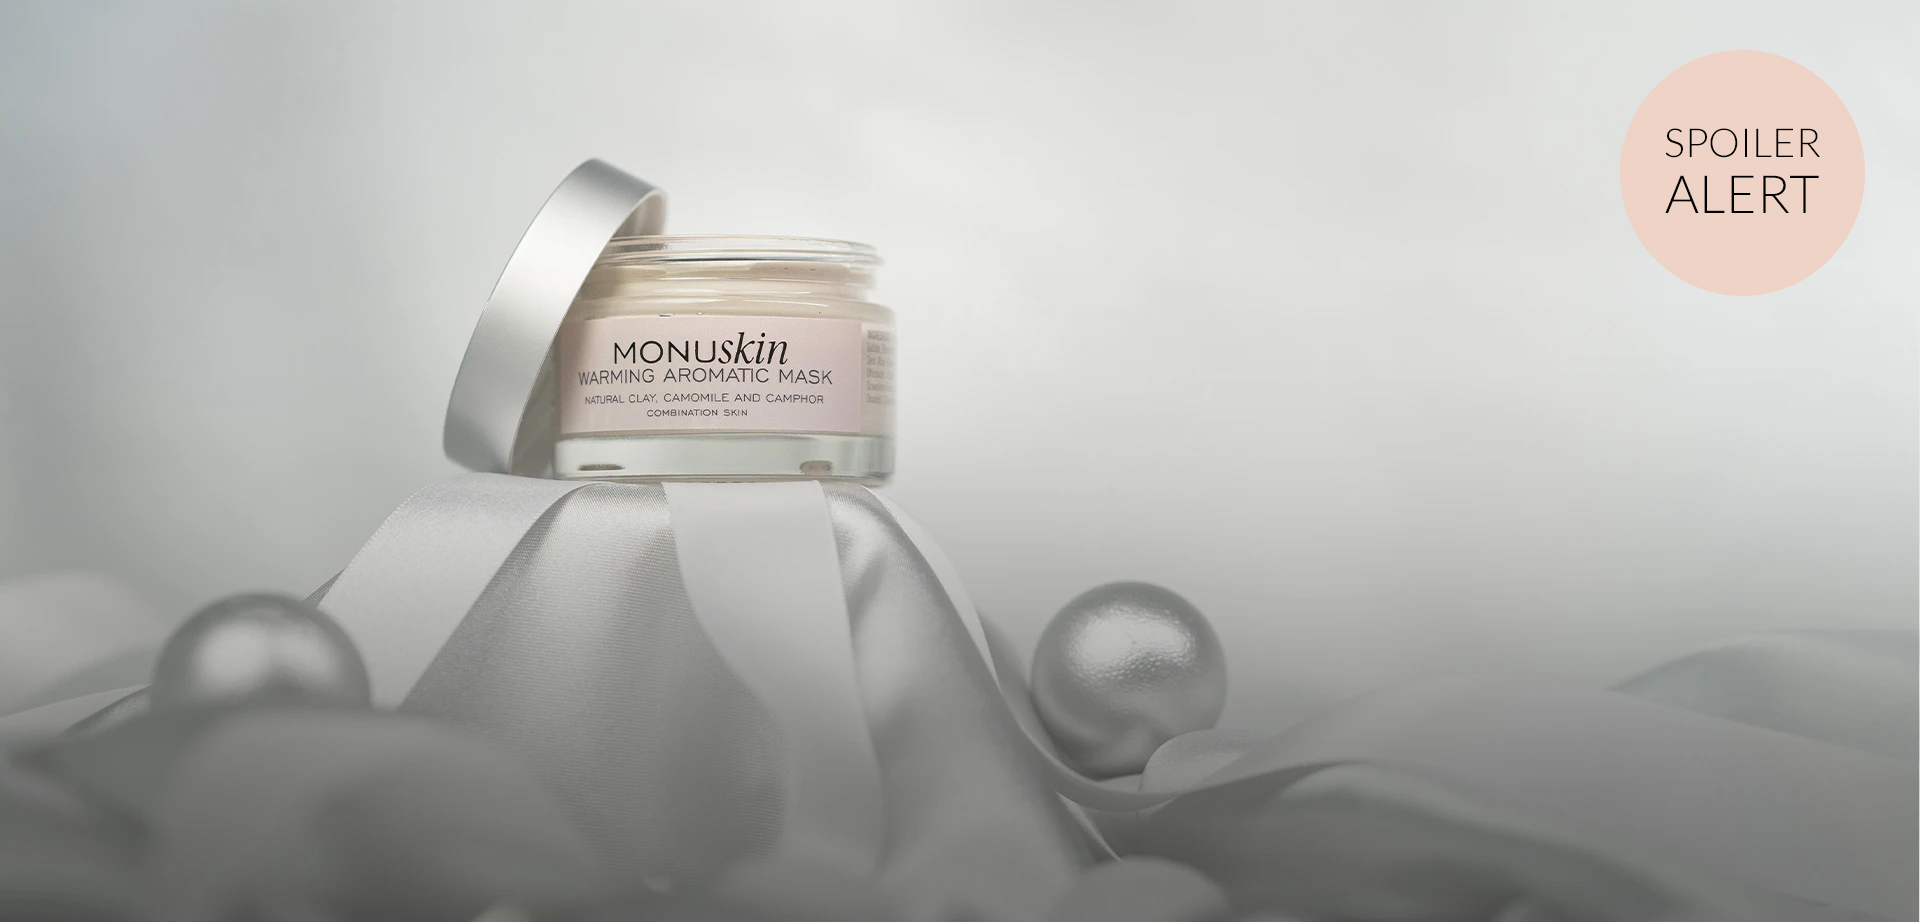 SPOILER
ALERT
MONUskin
WARMING AROMATIC MASK
NATURAL CLAY, CAMOMILE AND CAMPHOR
COMBINATION SKIN